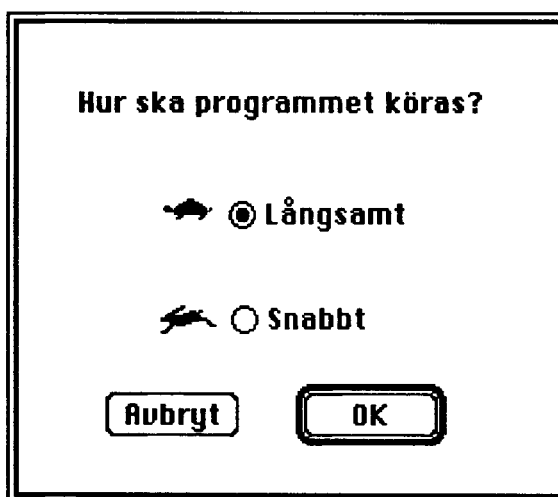 Hur ska programmet köras?
Långsamt
Snabbt
Avbryt
OK